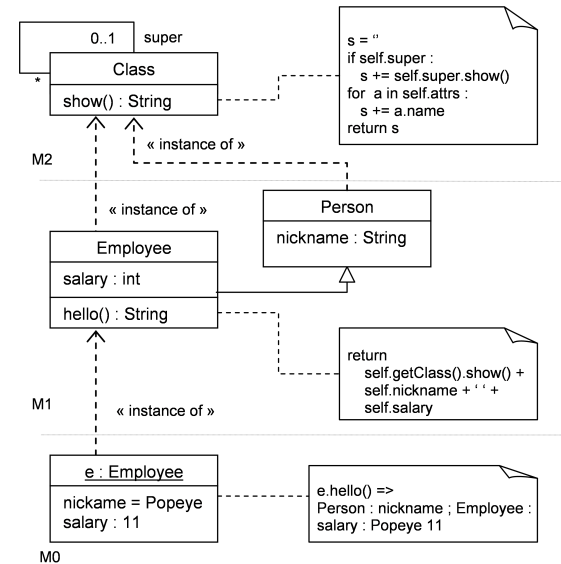 0..1 super
Class
*
show() : String
s = ‘’
if self.super :
s += self.super.show()
for a in self.attrs :
s += a.name
return s
« instance of »
M2
« instance of »
Person
nickname : String
Employee
salary : int
hello() : String
return
self.getClass().show() +
self.nickname + ‘ ‘ +
self.salary
M1
« instance of »
e : Employee
nickame = Popeye
salary : 11
e.hello() =>
Person : nickname ; Employee :
salary : Popeye 11
M0